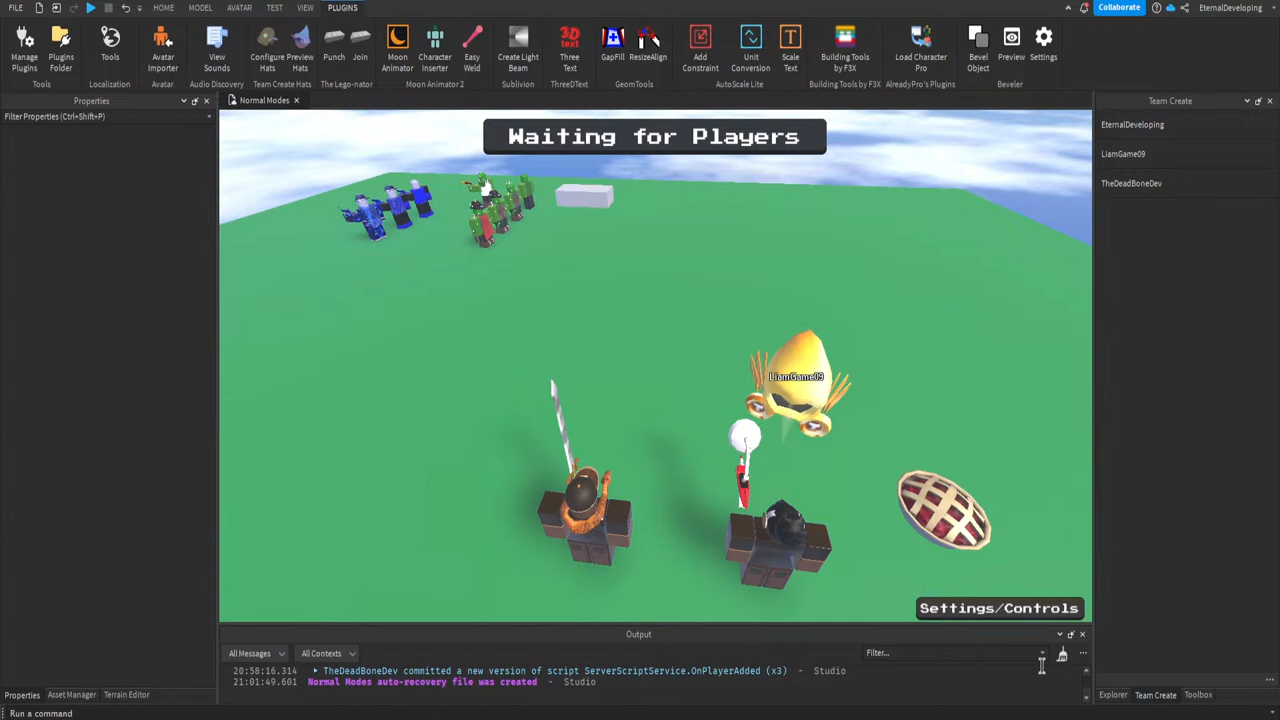 FILE
HOME MODEL AVATAR TEST VIEW PLUGINS
Collaborate
EternalDeveloping
Manage Plugins
Plugins Folder
Tools
Avatar Importer
View Sounds
Configure Hats
Preview Hats
Punch
Join
Moon Animator
Character Inserter
Easy Weld
Create Light Beam
Three Text
GapFill
ResizeAlign
Add Constraint
Unit Conversion
Scale Text
Building Tools by F3X
Load Character Pro
Bevel Object
Preview
Settings
Tools Localization Avatar Audio Discovery Team Create Hats The Lego-nator Moon Animator 2 Sublivion ThreeDText GeomTools AutoScale Lite Building Tools by F3X AlreadyPro's Plugins Beveler
Properties
Normal Modes
Team Create
Filter Properties (Ctrl+Shift+P)
EternalDeveloping
LiamGame09
TheDeadBoneDev
Waiting for Players
LiamGame09
Settings/Controls
Output
All Messages All Contexts Filter...
20:58:16.314 TheDeadBoneDev committed a new version of script ServerScriptService.OnPlayerAdded (x3) - Studio
21:01:49.601 Normal Modes auto-recovery file was created - Studio
Properties Asset Manager Terrain Editor
Explorer Team Create Toolbox
Run a command